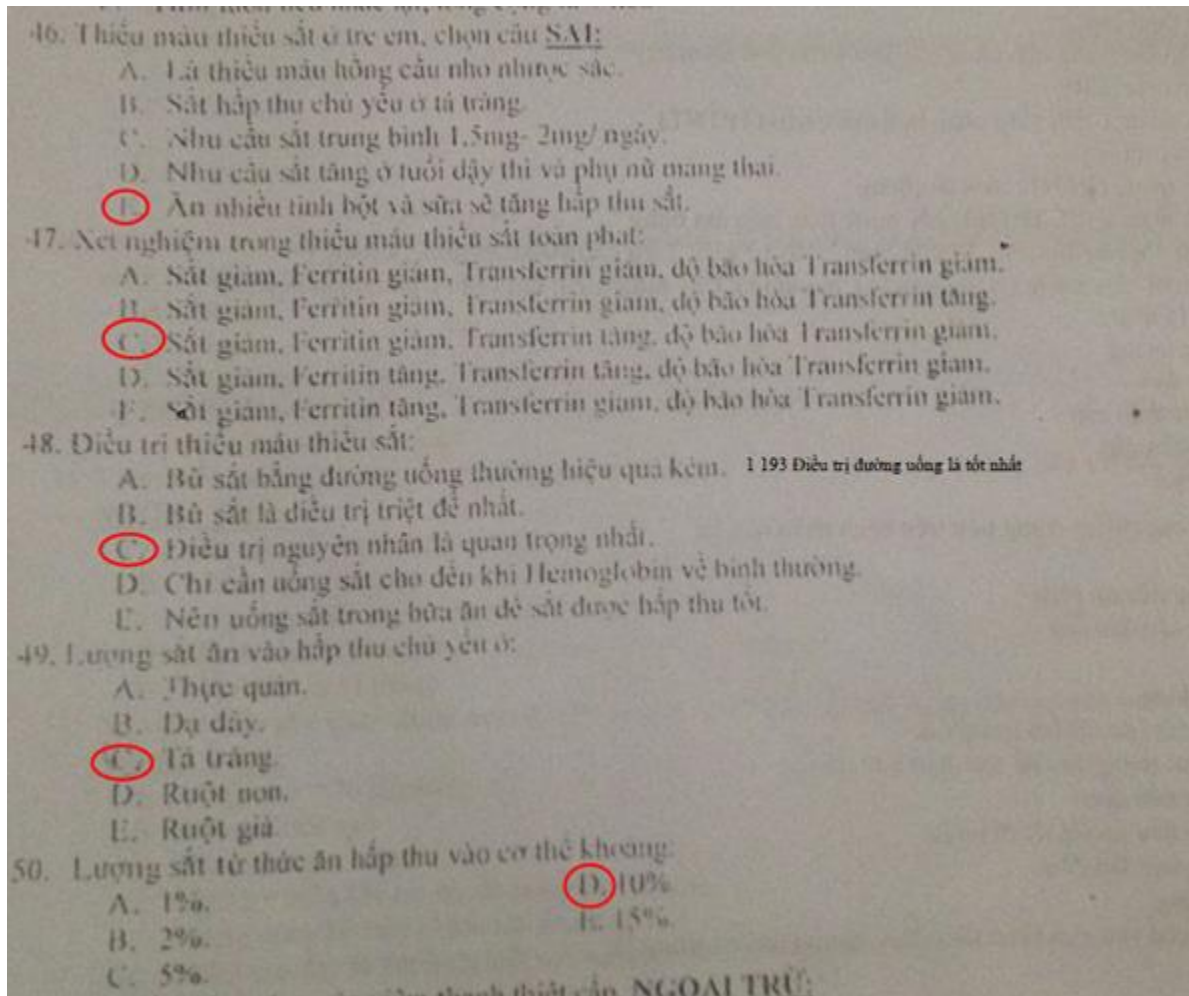 46. Thiếu máu thiếu sắt ở trẻ em, chọn câu SAI:
A. Là thiếu máu hồng cầu nhỏ nhược sắc.
B. Sắt hấp thu chủ yếu ở tá tràng.
C. Nhu cầu sắt trung bình 1,5mg- 2mg/ ngày.
D. Nhu cầu sắt tăng ở tuổi dậy thì và phụ nữ mang thai.
E. Ăn nhiều tinh bột và sữa sẽ tăng hấp thu sắt.
47. Xét nghiệm trong thiếu máu thiếu sắt toàn phát:
A. Sắt giảm, Ferritin giảm, Transferrin giảm, độ bão hòa Transferrin giảm.
B. Sắt giảm, Ferritin giảm, Transferrin giảm, độ bão hòa Transferrin tăng.
C. Sắt giảm, Ferritin giảm, Transferrin tăng, độ bão hòa Transferrin giảm.
D. Sắt giảm, Ferritin tăng, Transferrin tăng, độ bão hòa Transferrin giảm.
E. Sắt giảm, Ferritin tăng, Transferrin giảm, độ bão hòa Transferrin giảm.
48. Điều trị thiếu máu thiếu sắt:
A. Bù sắt bằng đường uống thường hiệu quả kém. 1 193 Điều trị đường uống là tốt nhất
B. Bù sắt là điều trị triệt để nhất.
C. Điều trị nguyên nhân là quan trọng nhất.
D. Chỉ cần uống sắt cho đến khi Hemoglobin về bình thường.
E. Nên uống sắt trong bữa ăn để sắt được hấp thu tốt.
49. Lượng sắt ăn vào hấp thu chủ yếu ở:
A. Thực quản.
B. Dạ dày.
C. Tá tràng.
D. Ruột non.
E. Ruột già
50. Lượng sắt từ thức ăn hấp thu vào cơ thể khoảng:
A. 1%.
B. 2%.
C. 5%.
D. 10%
E. 15%.
NGOẠI TRỪ: